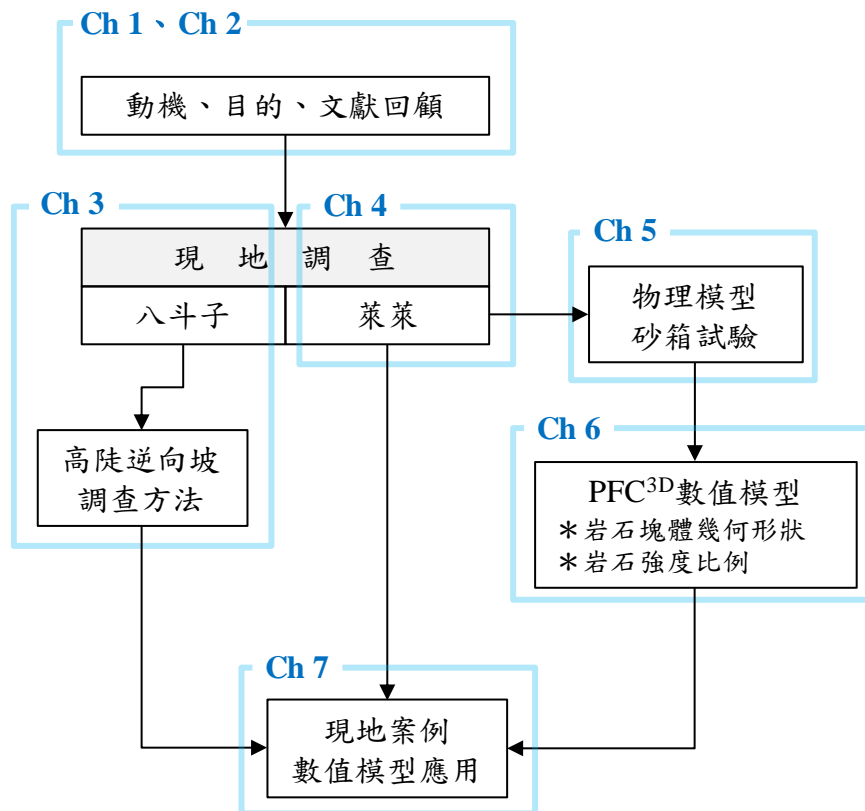 Ch 1、Ch 2
動機、目的、文獻回顧
Ch 3
Ch 4
現 地 調 查
八斗子
萊萊
Ch 5
物理模型
砂箱試驗
高陡逆向坡
調查方法
Ch 6
PFC3D數值模型
＊岩石塊體幾何形狀
＊岩石強度比例
Ch 7
現地案例
數值模型應用